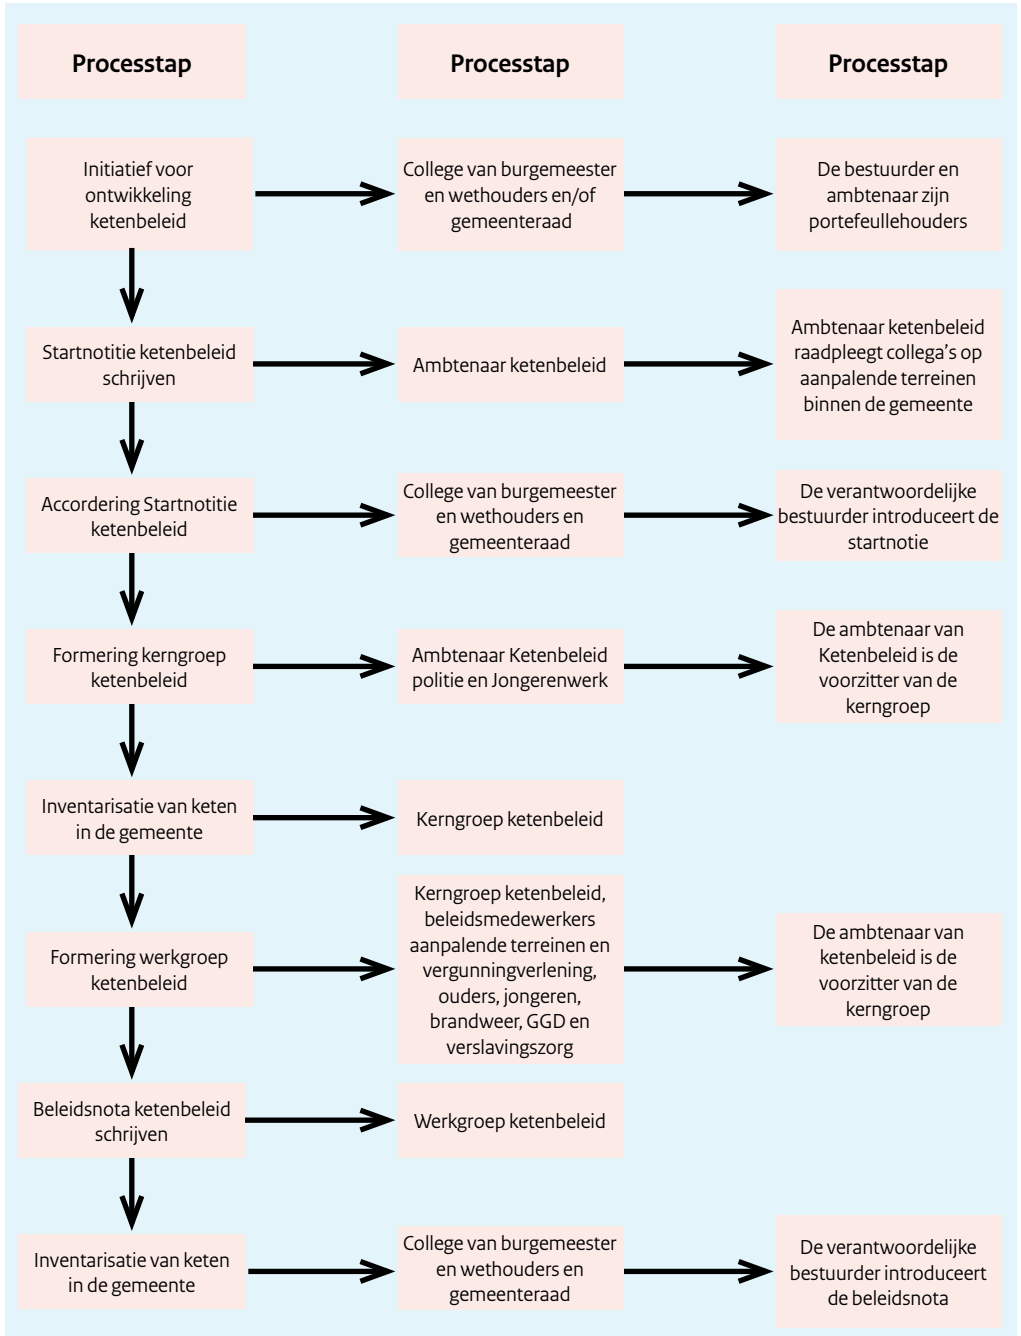 Processtap
Processtap
Processtap
Initiatief voor
ontwikkeling
ketenbeleid
College van burgemeester
en wethouders en/of
gemeenteraad
De bestuurder en
ambtenaar zijn
portefeullehouders
Startnotitie ketenbeleid
schrijven
Ambtenaar ketenbeleid
Ambtenaar ketenbeleid
raadpleegt collega's op
aanpalende terreinen
binnen de gemeente
Accordering Startnotitie
ketenbeleid
College van burgemeester
en wethouders en
gemeenteraad
De verantwoordelijke
bestuurder introduceert de
startnotie
Formering kerngroep
ketenbeleid
Ambtenaar Ketenbeleid
politie en Jongerenwerk
De ambtenaar van
Ketenbeleid is de
voorzitter van de
kerngroep
Inventarisatie van keten
in de gemeente
Kerngroep ketenbeleid
Formering werkgroep
ketenbeleid
Kerngroep ketenbeleid,
beleidsmedewerkers
aanpalende terreinen en
vergunningverlening,
ouders, jongeren,
brandweer, GGD en
verslavingszorg
De ambtenaar van
ketenbeleid is de
voorzitter van de
kerngroep
Beleidsnota ketenbeleid
schrijven
Werkgroep ketenbeleid
Inventarisatie van keten
in de gemeente
College van burgemeester
en wethouders en
gemeenteraad
De verantwoordelijke
bestuurder introduceert
de beleidsnota